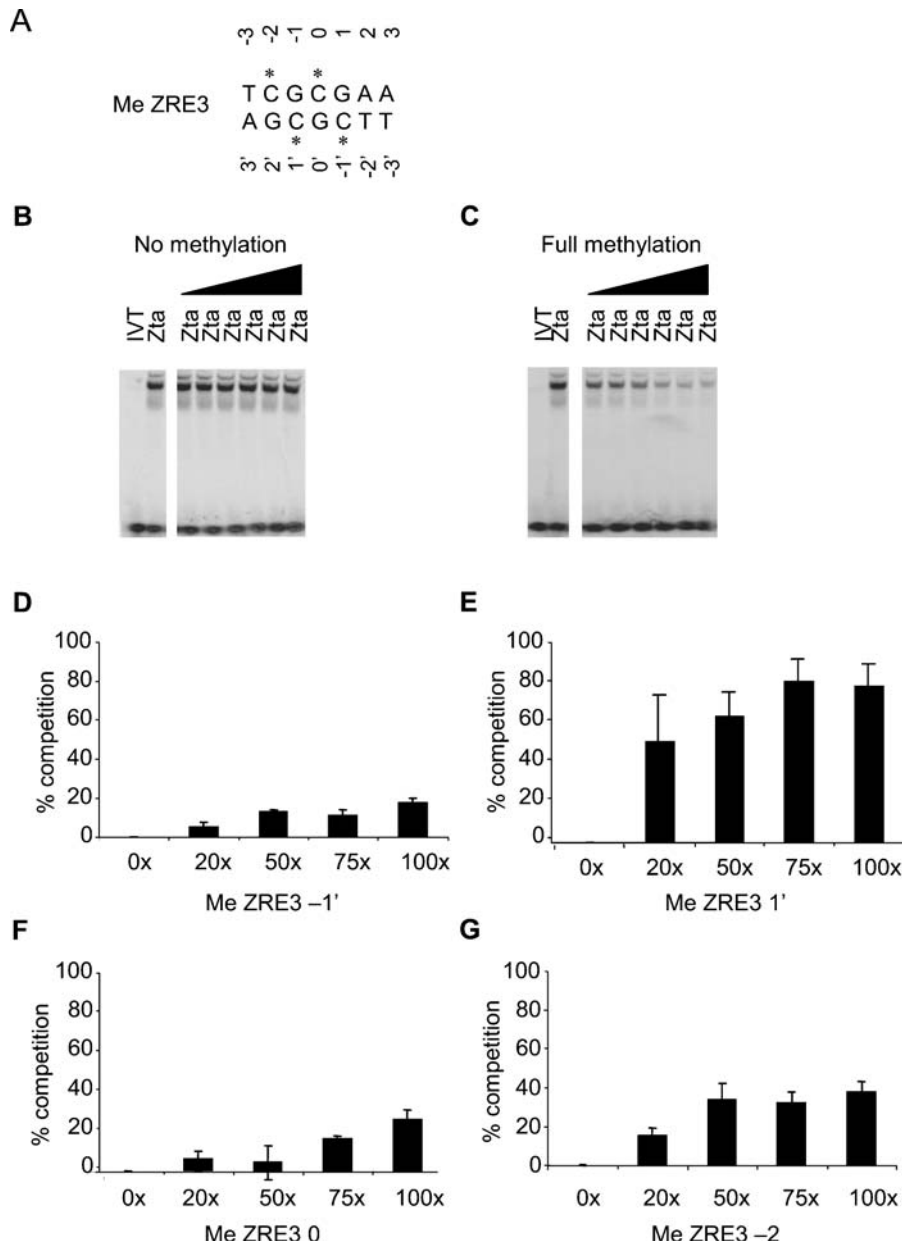 A
-3 -2 -1 0 1 2 3
* *
Me ZRE3
T C G C G A A
A G C G C T T
* *
3' 2' 1' 0' -1' -2' -3'
B
No methylation
IVT Zta Zta Zta Zta Zta Zta Zta
C
Full methylation
IVT Zta Zta Zta Zta Zta Zta Zta
D
% competition
100
80
60
40
20
0
0x 20x 50x 75x 100x
Me ZRE3 –1'
E
% competition
100
80
60
40
20
0
0x 20x 50x 75x 100x
Me ZRE3 1'
F
% competition
100
80
60
40
20
0
0x 20x 50x 75x 100x
Me ZRE3 0
G
% competition
100
80
60
40
20
0
0x 20x 50x 75x 100x
Me ZRE3 –2